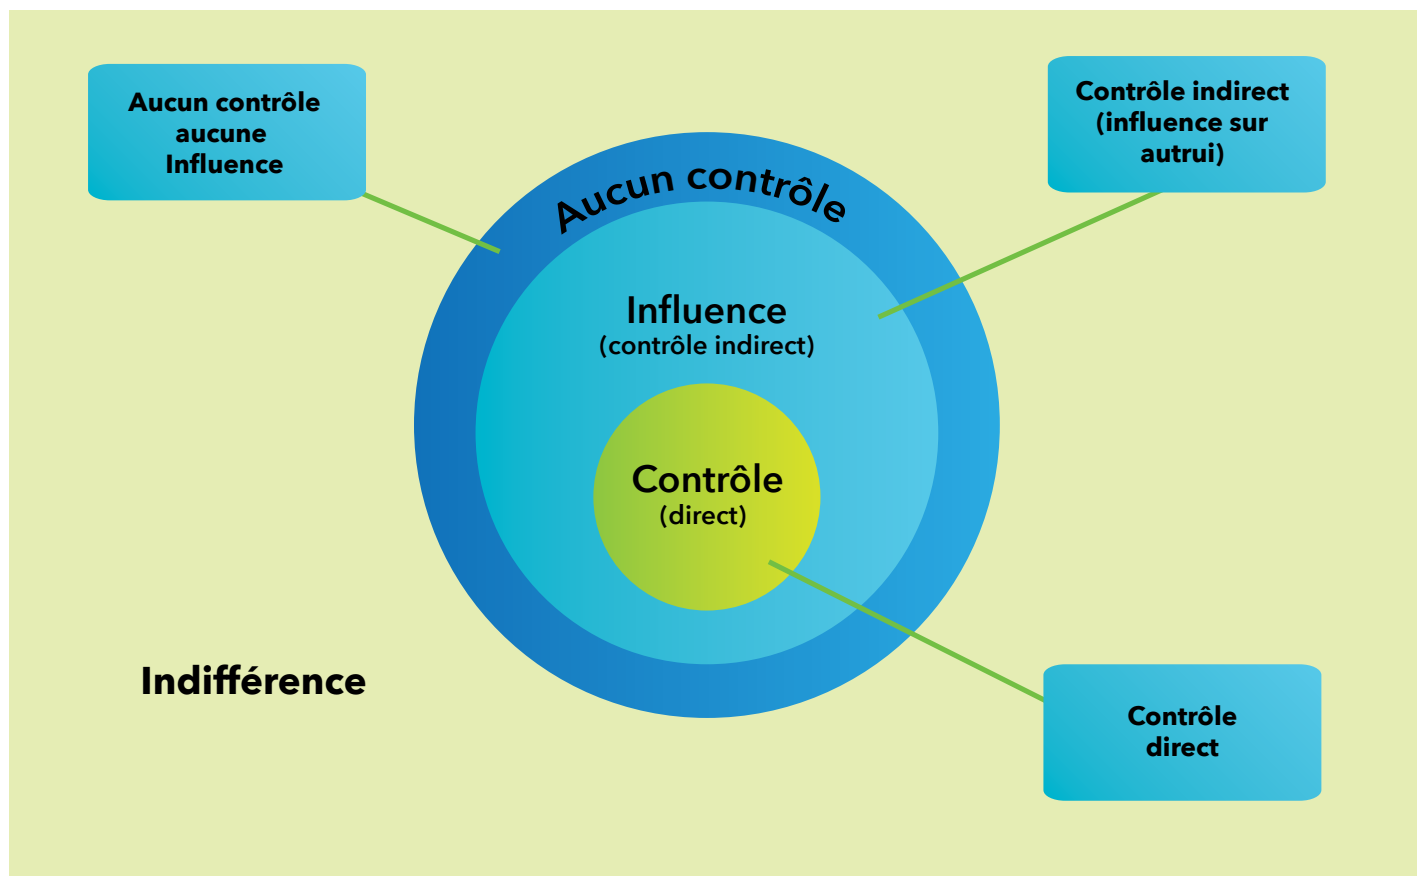 Aucun contrôle
aucune
Influence
Contrôle indirect
(influence sur
autrui)
Aucun contrôle
Influence
(contrôle indirect)
Contrôle
(direct)
Indifférence
Contrôle
direct